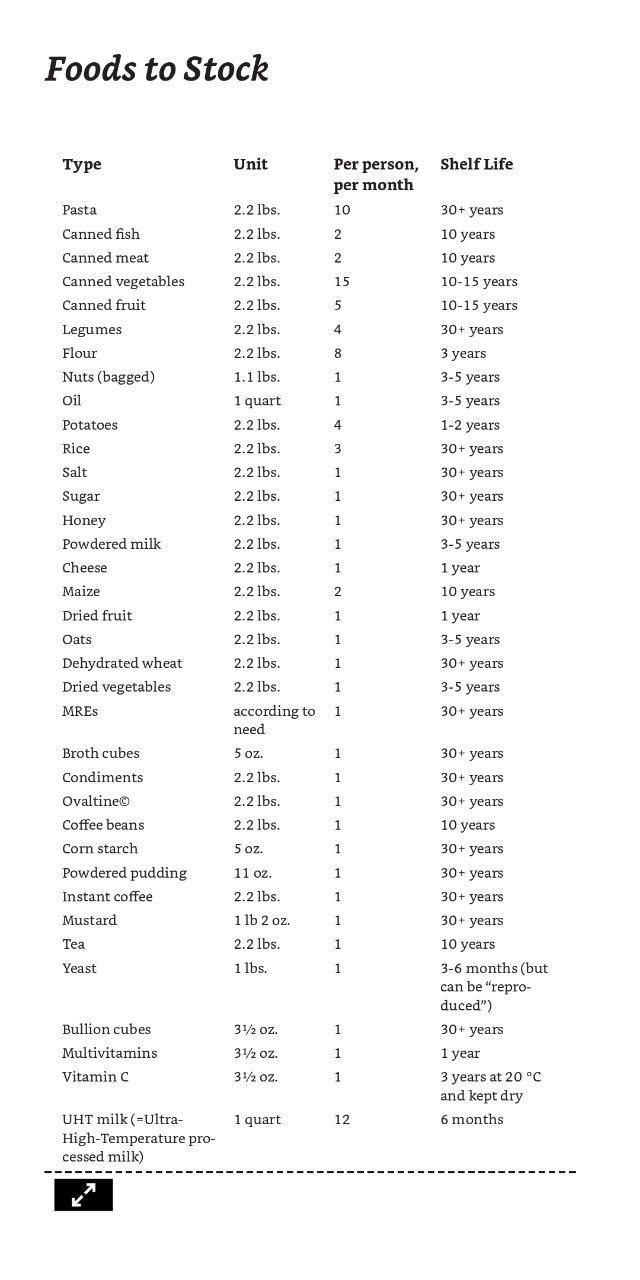 Foods to Stock
Type Unit Per person, Shelf Life
per month
Pasta 2.2 lbs. 10 30+ years
Canned fish 2.2 lbs. 2 10 years
Canned meat 2.2 lbs. 2 10 years
Canned vegetables 2.2 lbs. 15 10-15 years
Canned fruit 2.2 lbs. 5 10-15 years
Legumes 2.2 lbs. 4 30+ years
Flour 2.2 lbs. 8 3 years
Nuts (bagged) 1.1 lbs. 1 3-5 years
Oil 1 quart 1 3-5 years
Potatoes 2.2 lbs. 4 1-2 years
Rice 2.2 lbs. 3 30+ years
Salt 2.2 lbs. 1 30+ years
Sugar 2.2 lbs. 1 30+ years
Honey 2.2 lbs. 1 30+ years
Powdered milk 2.2 lbs. 1 3-5 years
Cheese 2.2 lbs. 1 1 year
Maize 2.2 lbs. 2 10 years
Dried fruit 2.2 lbs. 1 1 year
Oats 2.2 lbs. 1 3-5 years
Dehydrated wheat 2.2 lbs. 1 30+ years
Dried vegetables 2.2 lbs. 1 3-5 years
MREs according to 1 30+ years
need
Broth cubes 5 oz. 1 30+ years
Condiments 2.2 lbs. 1 30+ years
Ovaltine© 2.2 lbs. 1 30+ years
Coffee beans 2.2 lbs. 1 10 years
Corn starch 5 oz. 1 30+ years
Powdered pudding 11 oz. 1 30+ years
Instant coffee 2.2 lbs. 1 30+ years
Mustard 1 lb 2 oz. 1 30+ years
Tea 2.2 lbs. 1 10 years
Yeast 1 lbs. 1 3-6 months (but
can be “repro-
duced”)
Bullion cubes 3½ oz. 1 30+ years
Multivitamins 3½ oz. 1 1 year
Vitamin C 3½ oz. 1 3 years at 20 °C
and kept dry
UHT milk (=Ultra- 1 quart 12 6 months
High-Temperature pro-
cessed milk)